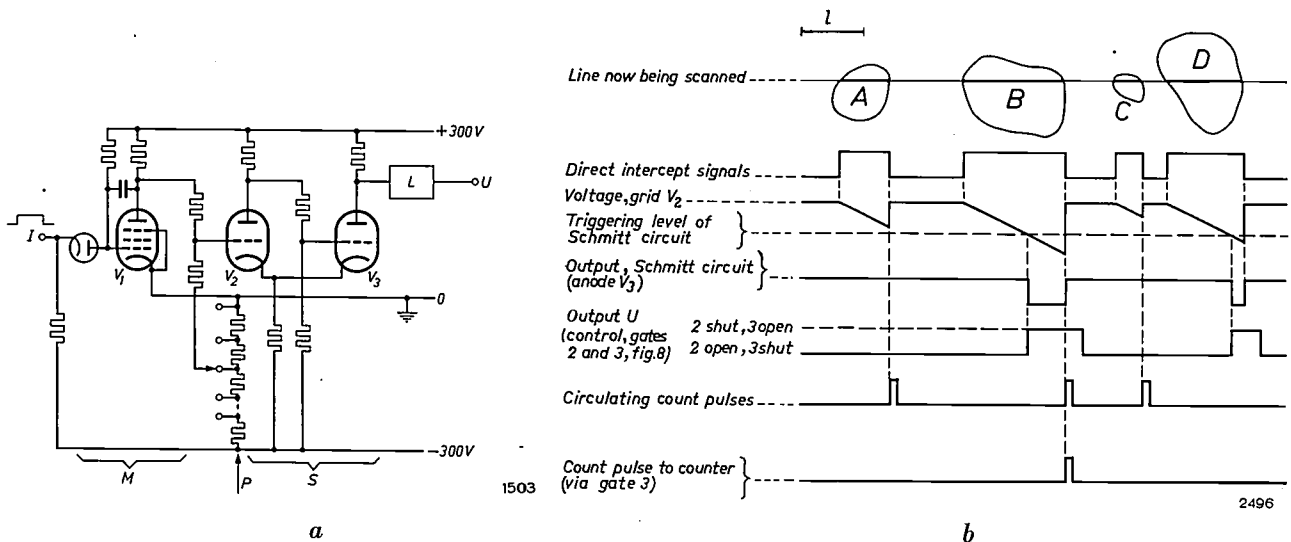 +300V
L
U
I
V₁
V₂
V₃
0
-300V
M
P
S
1503
a
l
Line now being scanned
A
B
C
D
Direct intercept signals
Voltage, grid V₂
Triggering level of
Schmitt circuit
Output, Schmitt circuit
(anode V₃)
Output U
(control, gates
2 and 3, fig.8)
2 shut, 3 open
2 open, 3 shut
Circulating count pulses
Count pulse to counter
(via gate 3)
2496
b